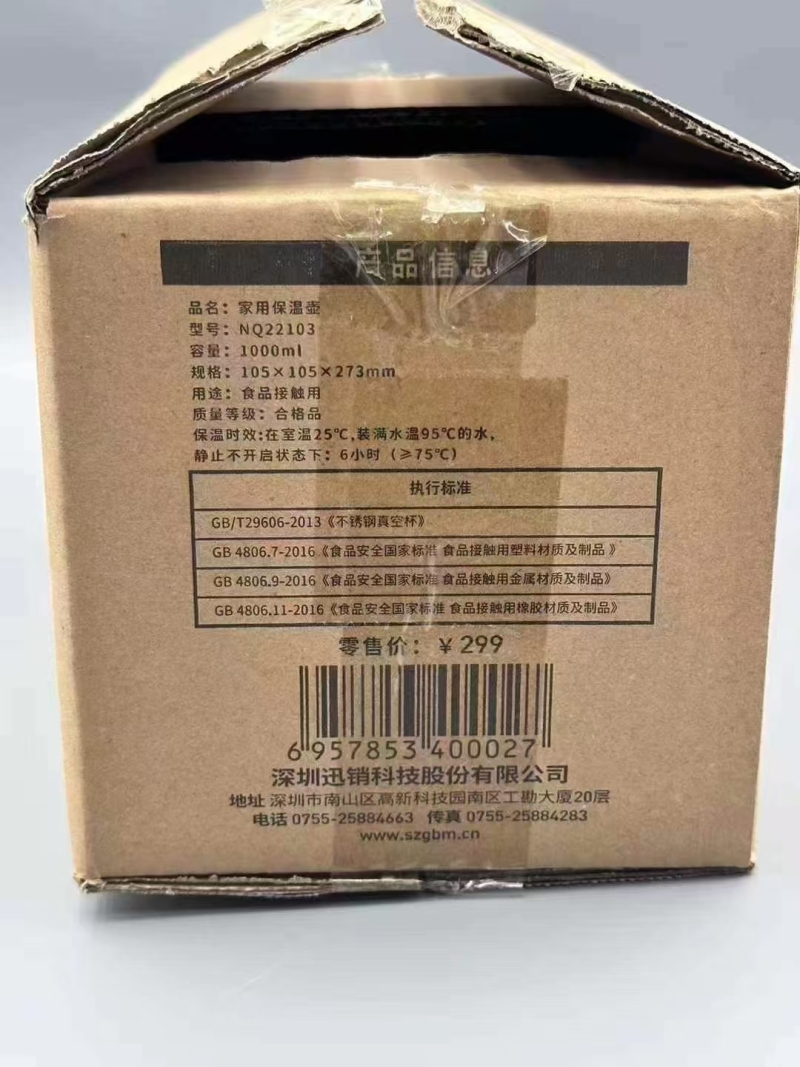 产品信息
品名：家用保温壶
型号：NQ22103
容量：1000ml
规格：105×105×273mm
用途：食品接触用
质量等级：合格品
保温时效:在室温25℃,装满水温95℃的水,
静止不开启状态下：6小时（≥75℃）
执行标准
GB/T29606-2013《不锈钢真空杯》
GB 4806.7-2016《食品安全国家标准 食品接触用塑料材质及制品 》
GB 4806.9-2016《食品安全国家标准 食品接触用金属材质及制品》
GB 4806.11-2016《食品安全国家标准 食品接触用橡胶材质及制品》
零售价：￥299
6 957853 400027
深圳迅销科技股份有限公司
地址 深圳市南山区高新科技园南区工勘大厦20层
电话 0755-25884663 传真 0755-25884283
www.szgbm.cn